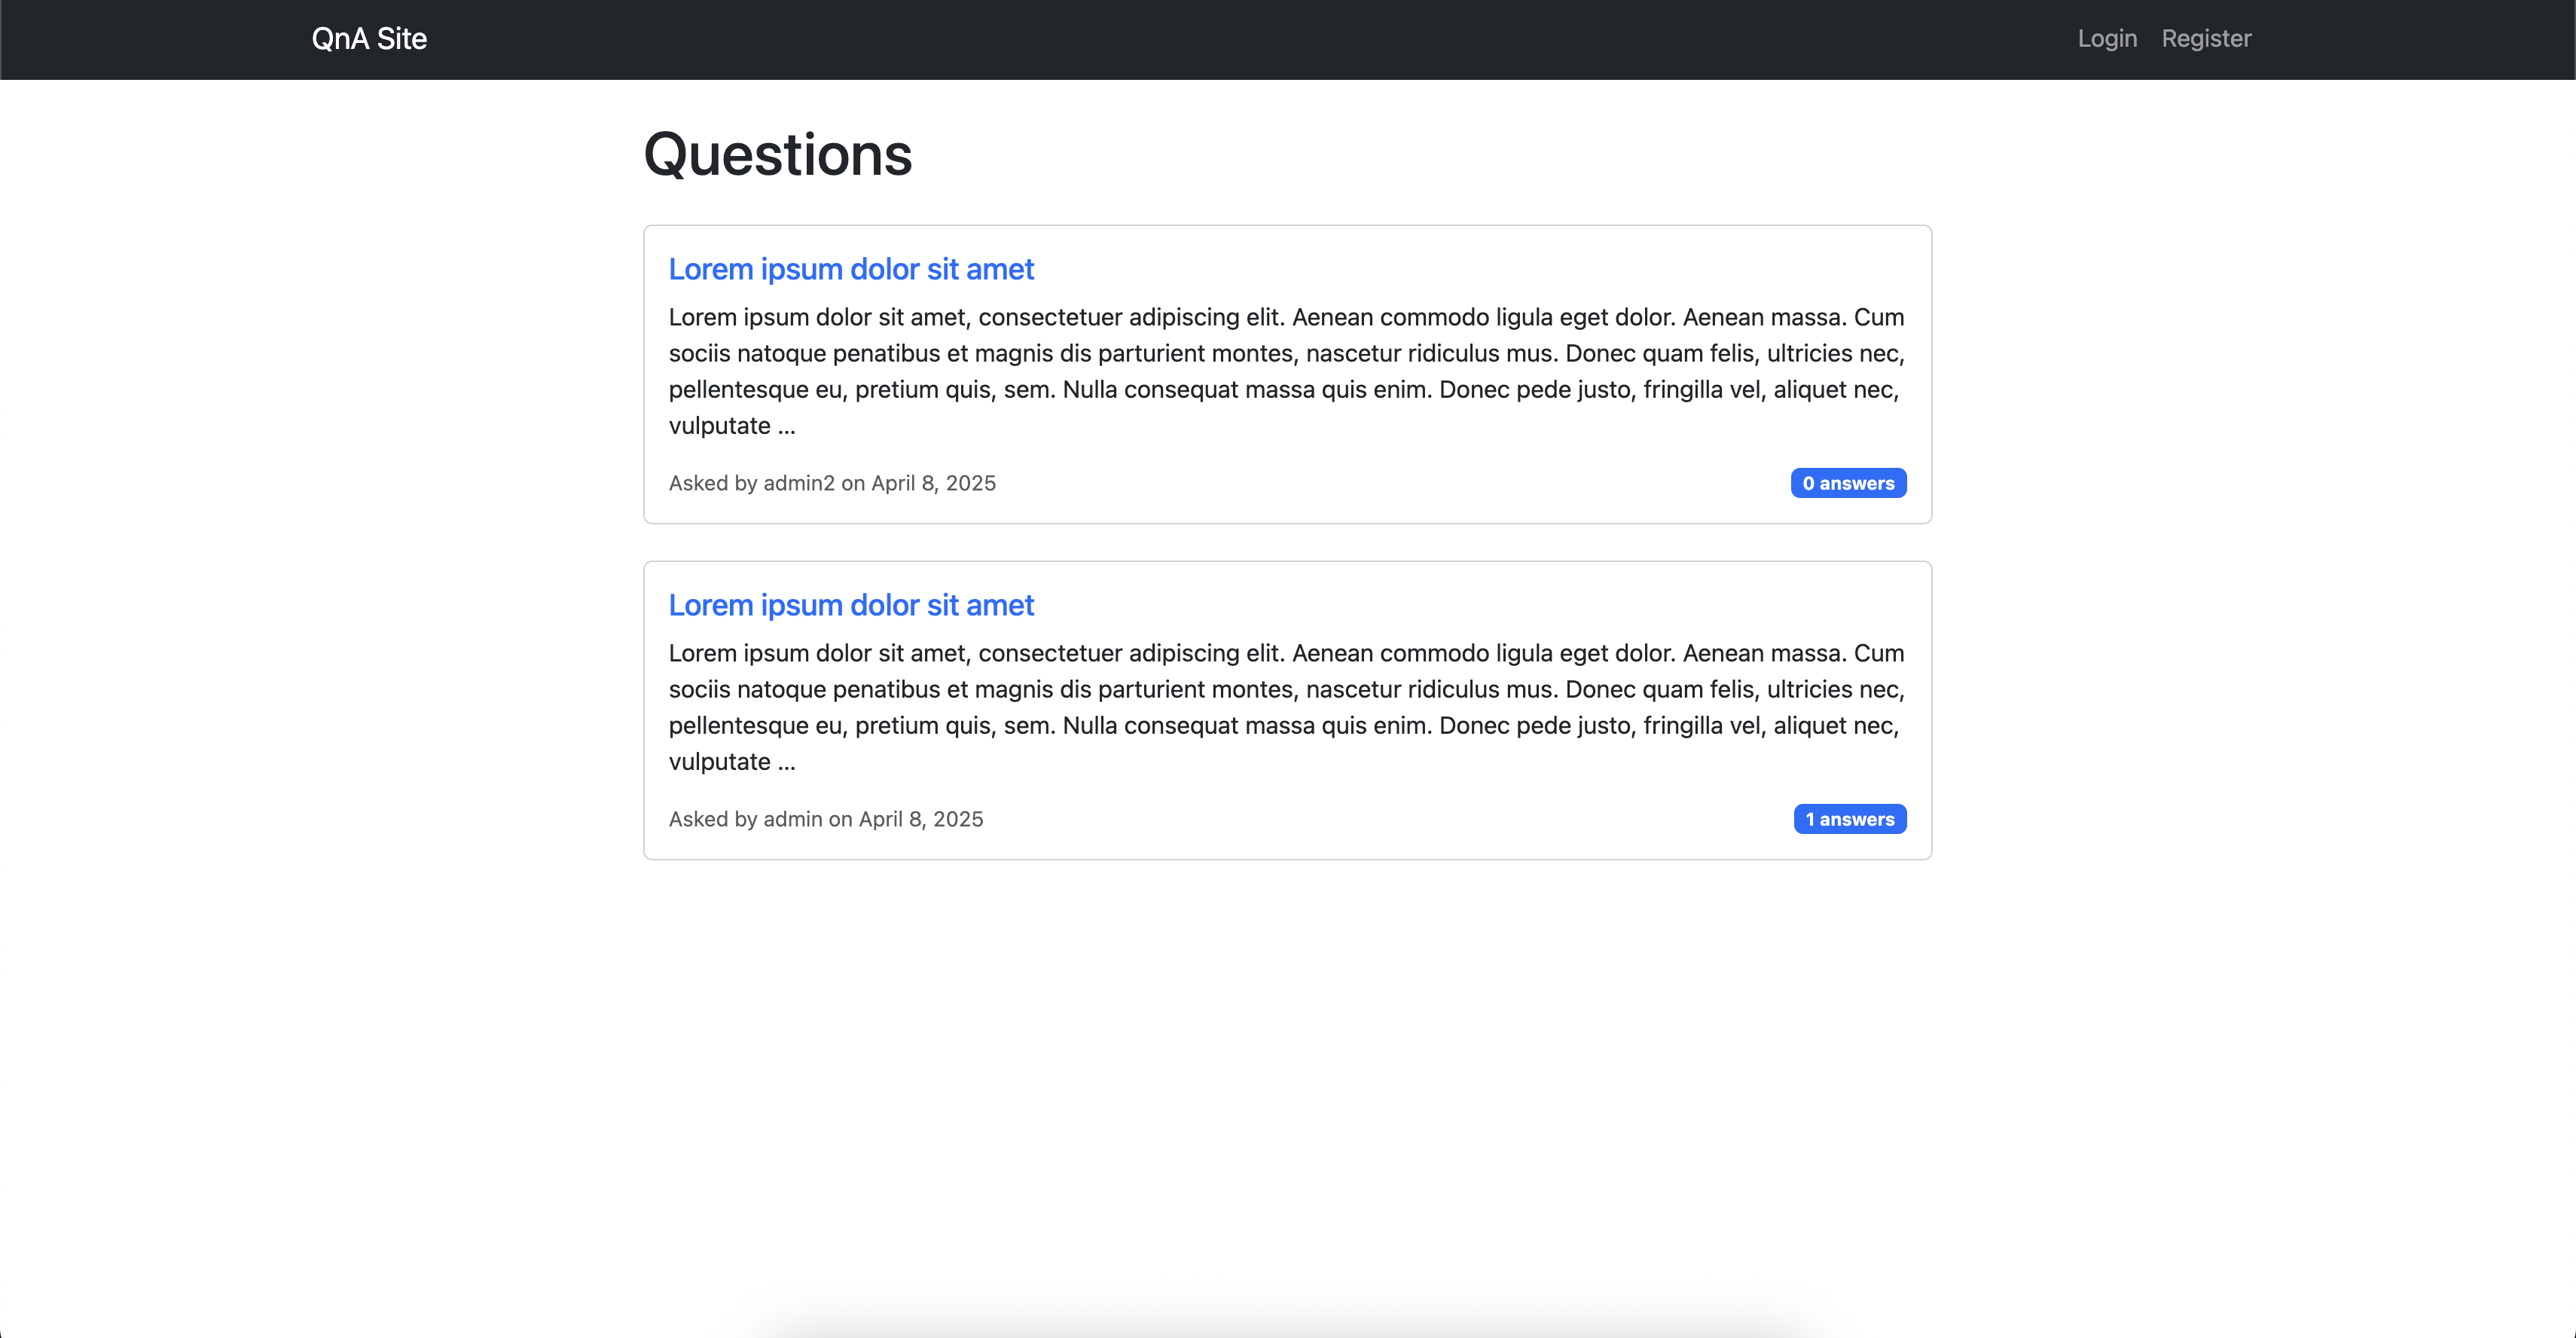 QnA Site
Login Register
Questions
Lorem ipsum dolor sit amet
Lorem ipsum dolor sit amet, consectetuer adipiscing elit. Aenean commodo ligula eget dolor. Aenean massa. Cum
sociis natoque penatibus et magnis dis parturient montes, nascetur ridiculus mus. Donec quam felis, ultricies nec,
pellentesque eu, pretium quis, sem. Nulla consequat massa quis enim. Donec pede justo, fringilla vel, aliquet nec,
vulputate ...
Asked by admin2 on April 8, 2025
0 answers
Lorem ipsum dolor sit amet
Lorem ipsum dolor sit amet, consectetuer adipiscing elit. Aenean commodo ligula eget dolor. Aenean massa. Cum
sociis natoque penatibus et magnis dis parturient montes, nascetur ridiculus mus. Donec quam felis, ultricies nec,
pellentesque eu, pretium quis, sem. Nulla consequat massa quis enim. Donec pede justo, fringilla vel, aliquet nec,
vulputate ...
Asked by admin on April 8, 2025
1 answers